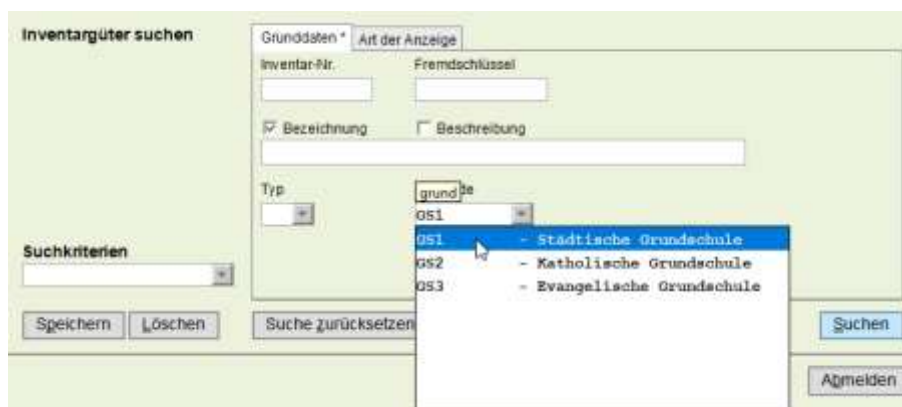 Inventargüter suchen
Grunddaten * Art der Anzeige
Inventar-Nr. Fremdschlüssel
Bezeichnung Beschreibung
Typ grund de
GS1
GS1 - Städtische Grundschule
Suchkriterien
GS2 - Katholische Grundschule
GS3 - Evangelische Grundschule
Speichern Löschen Suche zurücksetzen Suchen
Abmelden